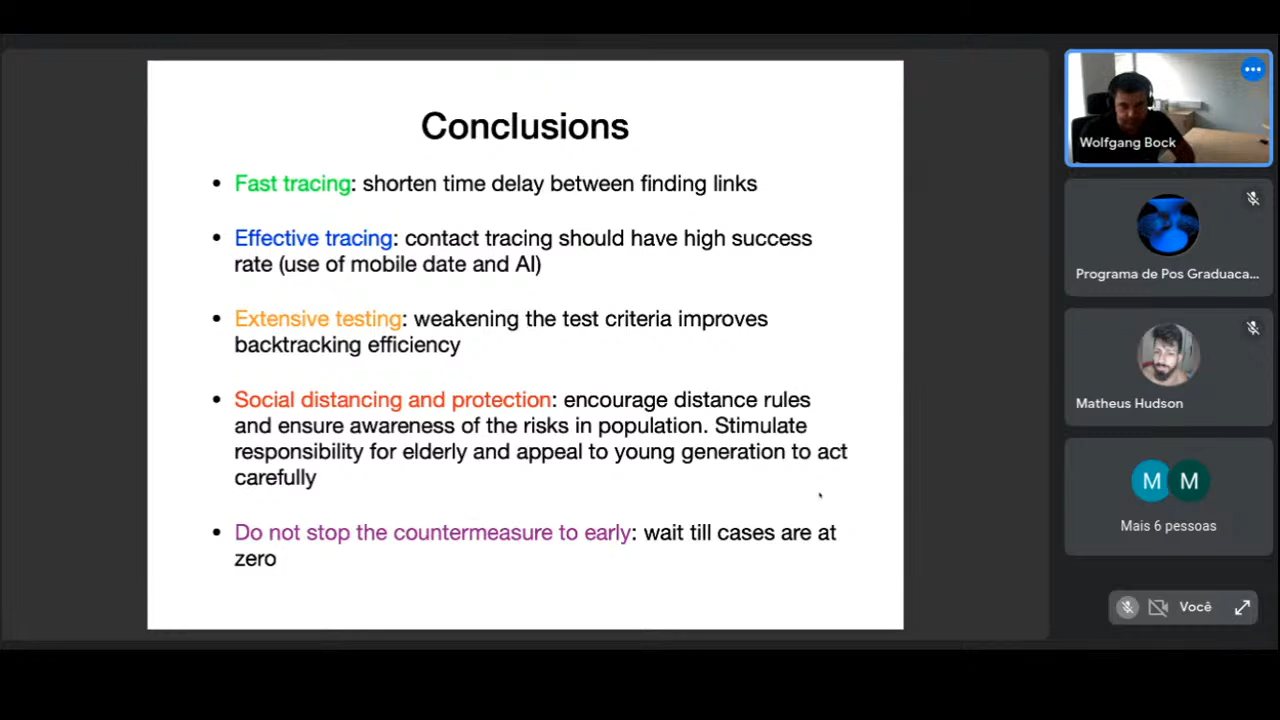 Conclusions
• Fast tracing: shorten time delay between finding links
• Effective tracing: contact tracing should have high success
rate (use of mobile date and AI)
• Extensive testing: weakening the test criteria improves
backtracking efficiency
• Social distancing and protection: encourage distance rules
and ensure awareness of the risks in population. Stimulate
responsibility for elderly and appeal to young generation to act
carefully
• Do not stop the countermeasure to early: wait till cases are at
zero
Wolfgang Bock
Programa de Pos Graduaca...
Matheus Hudson
M M
Mais 6 pessoas
Você